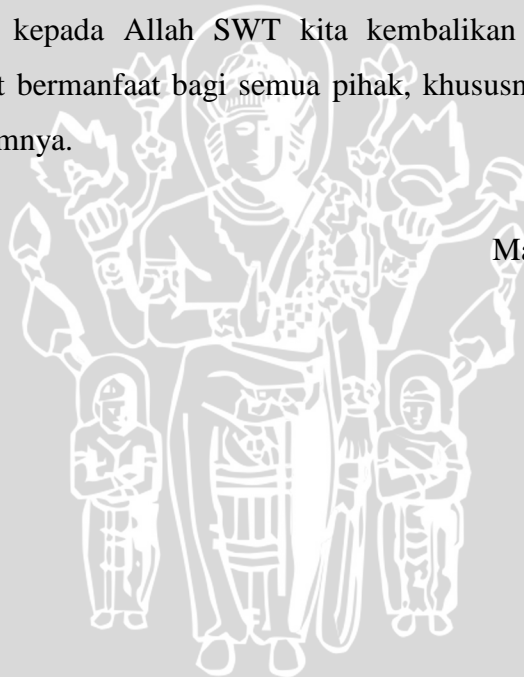 kepada Allah SWT kita kembalikan
t bermanfaat bagi semua pihak, khususn
mnya.
Ma